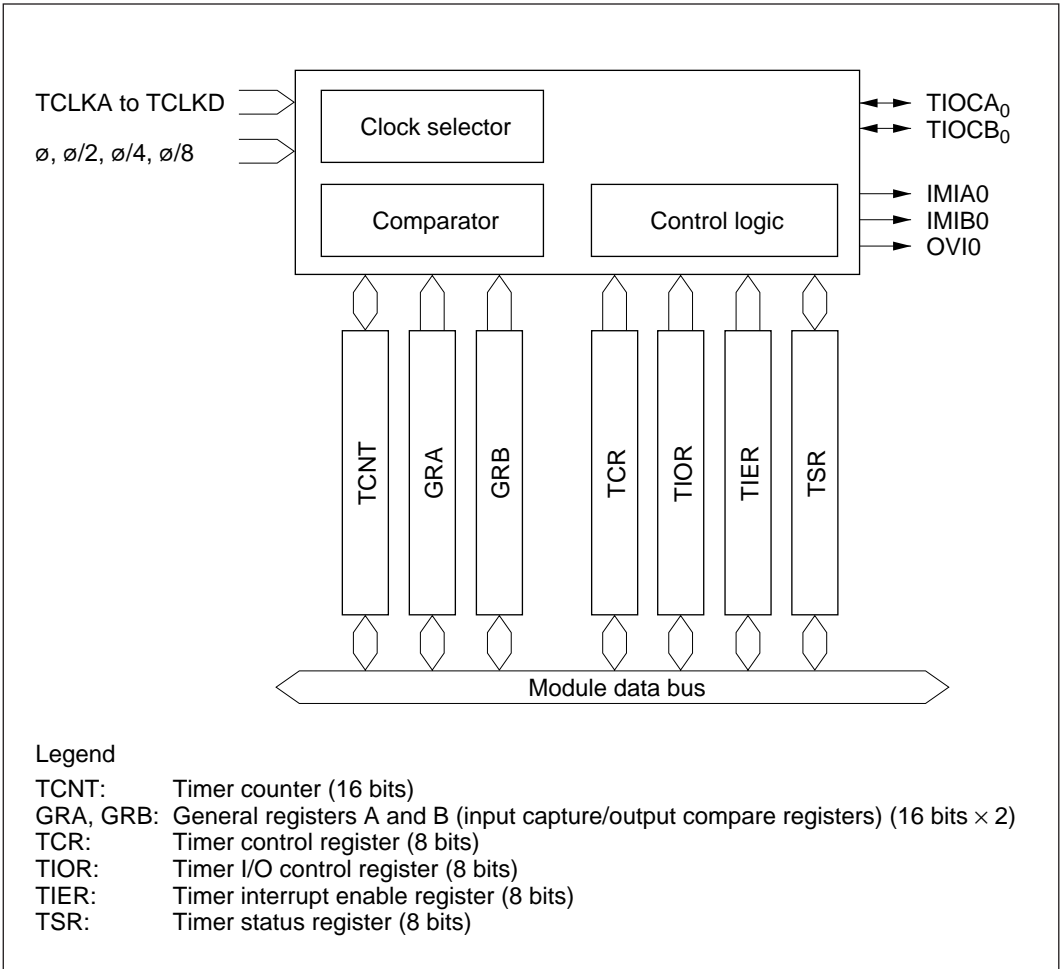 TCLKA to TCLKD
ø, ø/2, ø/4, ø/8
Clock selector
Comparator
Control logic
TIOCA0
TIOCB0
IMIA0
IMIB0
OVI0
TCNT
GRA
GRB
TCR
TIOR
TIER
TSR
Module data bus
Legend
TCNT: Timer counter (16 bits)
GRA, GRB: General registers A and B (input capture/output compare registers) (16 bits × 2)
TCR: Timer control register (8 bits)
TIOR: Timer I/O control register (8 bits)
TIER: Timer interrupt enable register (8 bits)
TSR: Timer status register (8 bits)